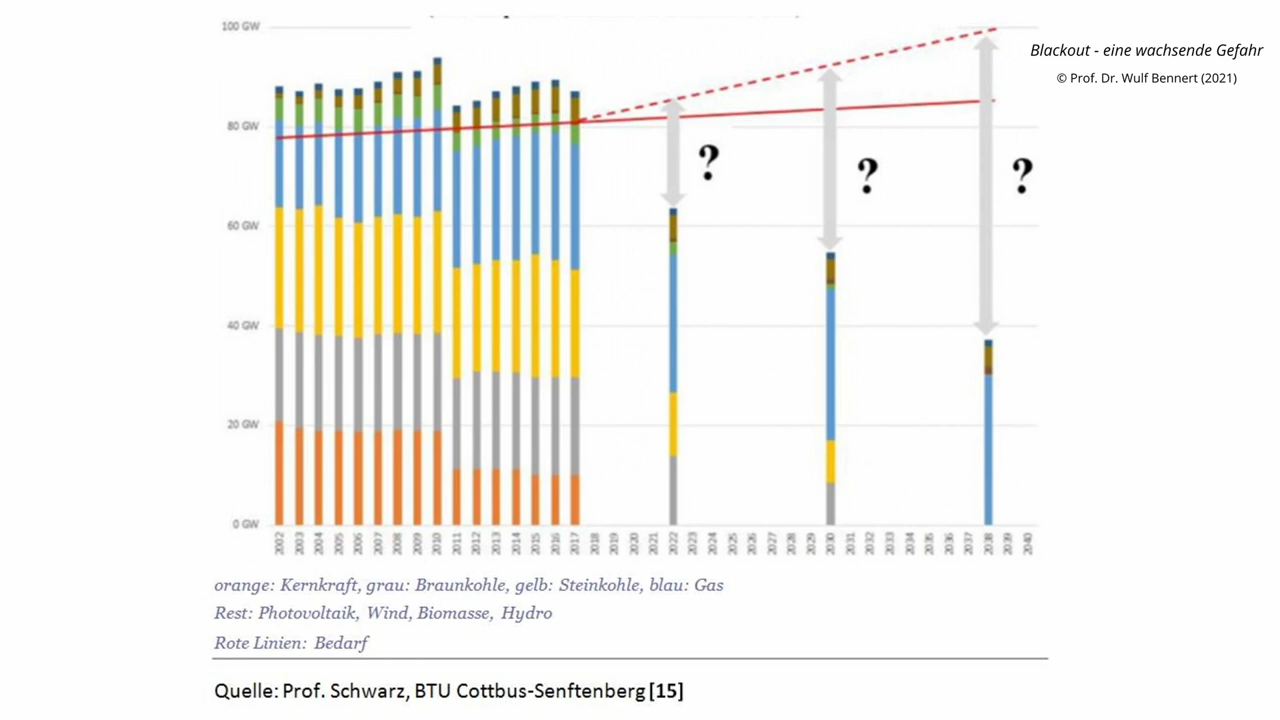 Blackout - eine wachsende Gefahr
© Prof. Dr. Wulf Bennert (2021)
100 GW
80 GW
60 GW
40 GW
20 GW
0 GW
? ? ?
2002 2003 2004 2005 2006 2007 2008 2009 2010 2011 2012 2013 2014 2015 2016 2017 2018 2019 2020 2021 2022 2023 2024 2025 2026 2027 2028 2029 2030 2031 2032 2033 2034 2035 2036 2037 2038 2039 2040
orange: Kernkraft, grau: Braunkohle, gelb: Steinkohle, blau: Gas
Rest: Photovoltaik, Wind, Biomasse, Hydro
Rote Linien: Bedarf
Quelle: Prof. Schwarz, BTU Cottbus-Senftenberg [15]